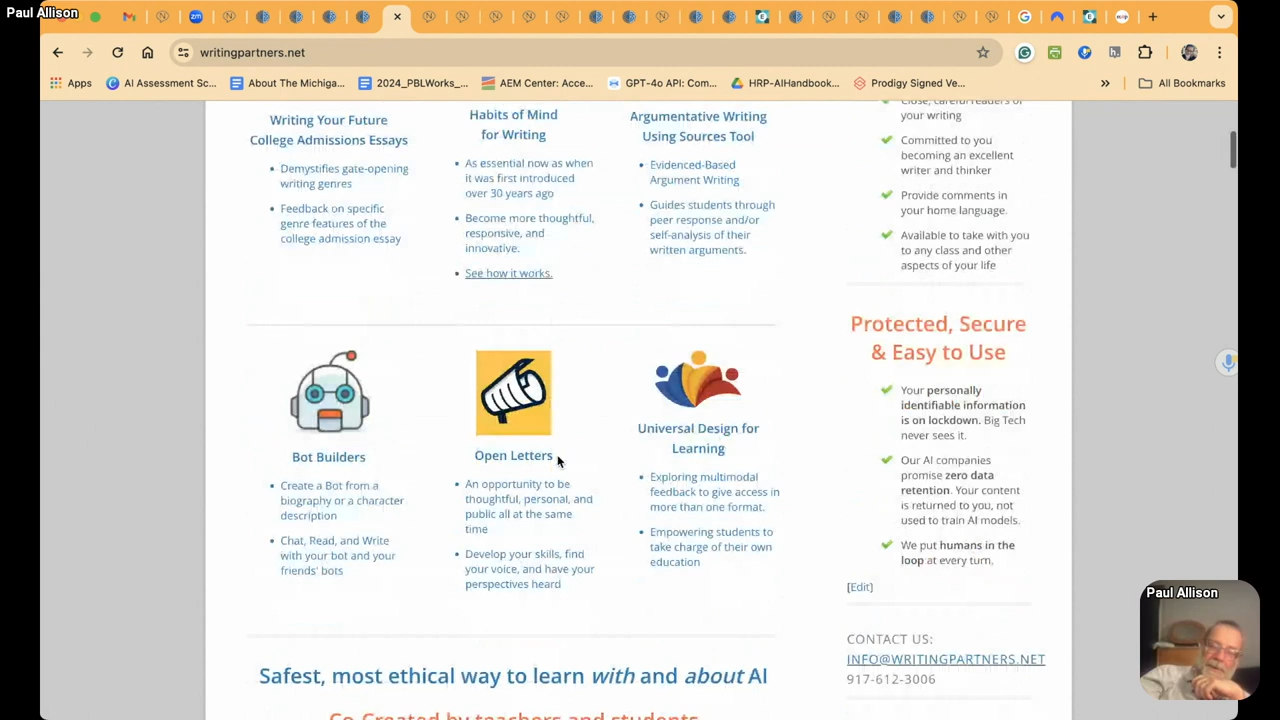 Paul Allison
writingpartners.net
Apps
AI Assessment Sc...
About The Michiga...
2024_PBLWorks_...
AEM Center: Acce...
GPT-4o API: Com...
HRP-AIHandbook...
Prodigy Signed Ve...
All Bookmarks
Writing Your Future
College Admissions Essays
Demystifies gate-opening
writing genres
Feedback on specific
genre features of the
college admission essay
Habits of Mind
for Writing
As essential now as when
it was first introduced
over 30 years ago
Become more thoughtful,
responsive, and
innovative.
See how it works.
Argumentative Writing
Using Sources Tool
Evidenced-Based
Argument Writing
Guides students through
peer response and/or
self-analysis of their
written arguments.
Close, careful readers of
your writing
Committed to you
becoming an excellent
writer and thinker
Provide comments in
your home language.
Available to take with you
to any class and other
aspects of your life
Bot Builders
Create a Bot from a
biography or a character
description
Chat, Read, and Write
with your bot and your
friends' bots
Open Letters
An opportunity to be
thoughtful, personal, and
public all at the same
time
Develop your skills, find
your voice, and have your
perspectives heard
Universal Design for
Learning
Exploring multimodal
feedback to give access in
more than one format.
Empowering students to
take charge of their own
education
Protected, Secure
& Easy to Use
Your personally
identifiable information
is on lockdown. Big Tech
never sees it.
Our AI companies
promise zero data
retention. Your content
is returned to you, not
used to train AI models.
We put humans in the
loop at every turn.
[Edit]
CONTACT US:
INFO@WRITINGPARTNERS.NET
917-612-3006
Safest, most ethical way to learn with and about AI
Co-Created by teachers and students
Paul Allison